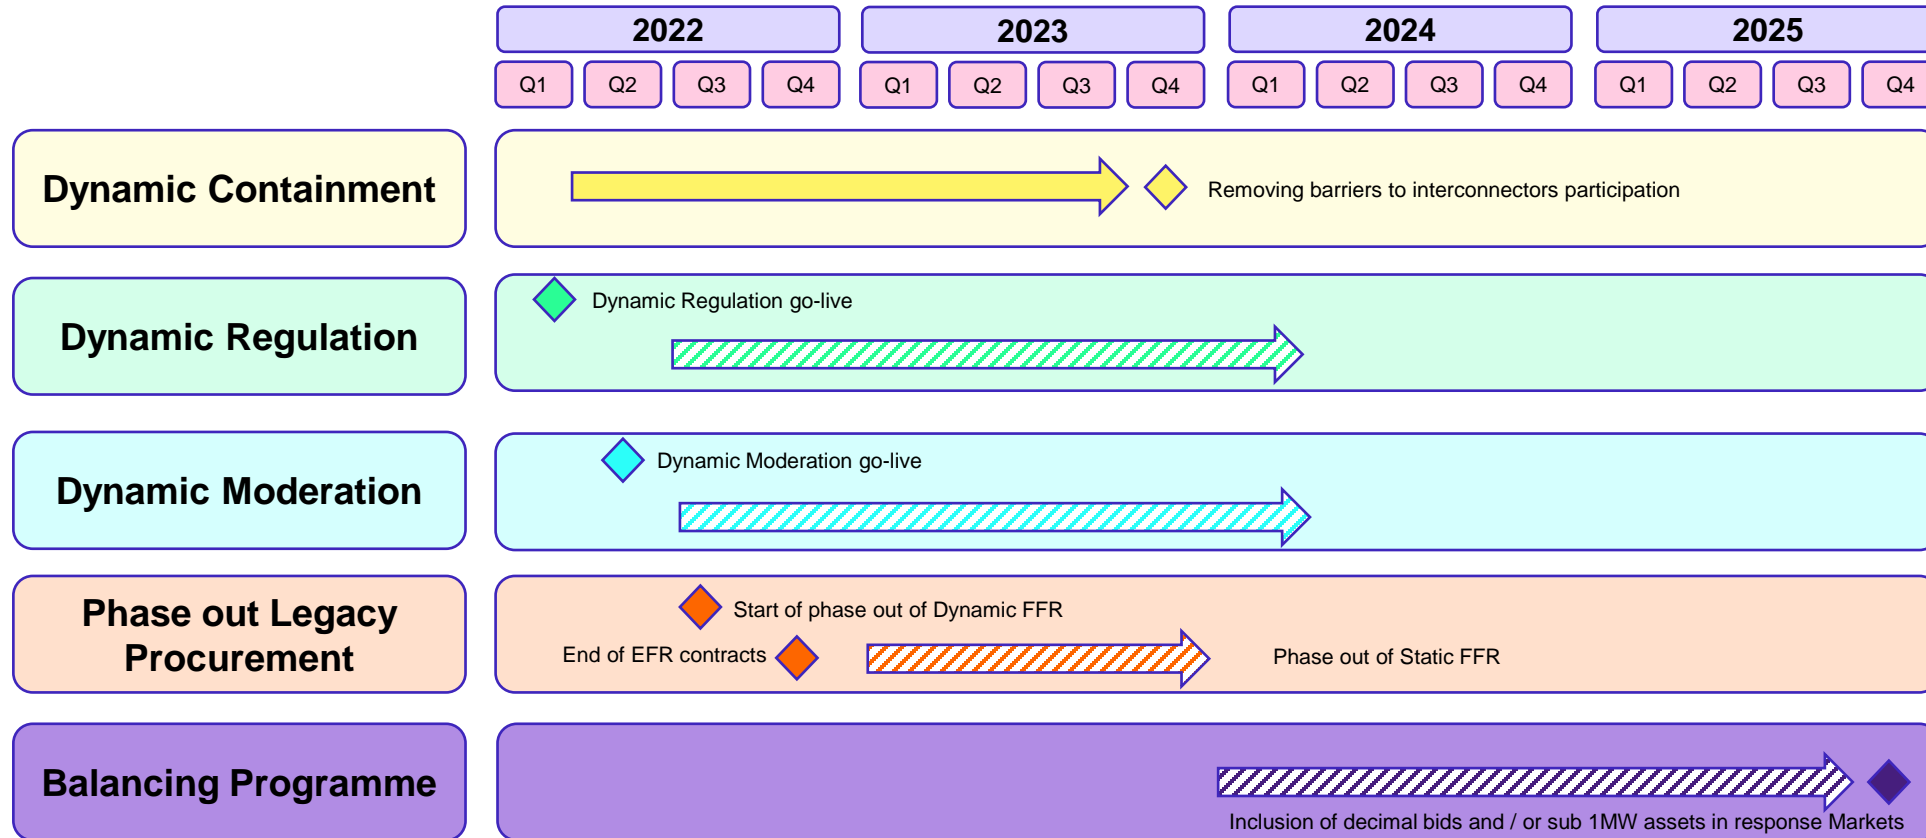 2022
2023
2024
2025
Q1
Q2
Q3
Q4
Q1
Q2
Q3
Q4
Q1
Q2
Q3
Q4
Q1
Q2
Q3
Q4
Dynamic Containment
Removing barriers to interconnectors participation
Dynamic Regulation
Dynamic Regulation go-live
Dynamic Moderation
Dynamic Moderation go-live
Phase out Legacy
Procurement
Start of phase out of Dynamic FFR
End of EFR contracts
Phase out of Static FFR
Balancing Programme
Inclusion of decimal bids and / or sub 1MW assets in response Markets